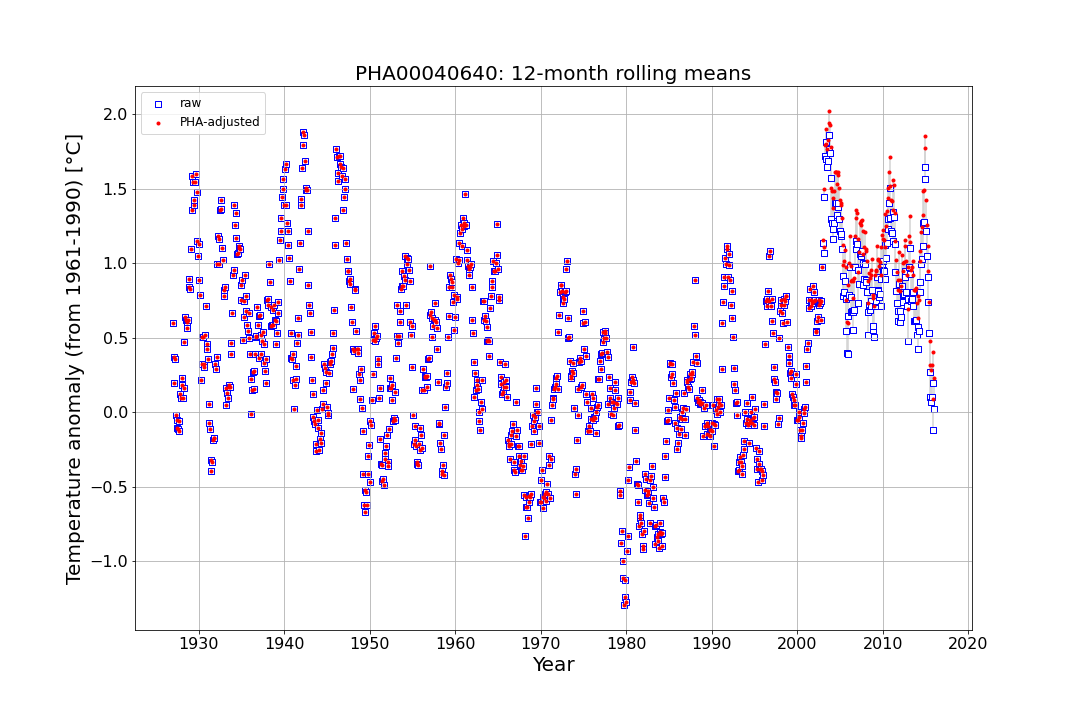 PHA00040640: 12-month rolling means
raw
PHA-adjusted
Temperature anomaly (from 1961-1990) [°C]
2.0
1.5
1.0
0.5
0.0
−0.5
−1.0
1930 1940 1950 1960 1970 1980 1990 2000 2010 2020
Year